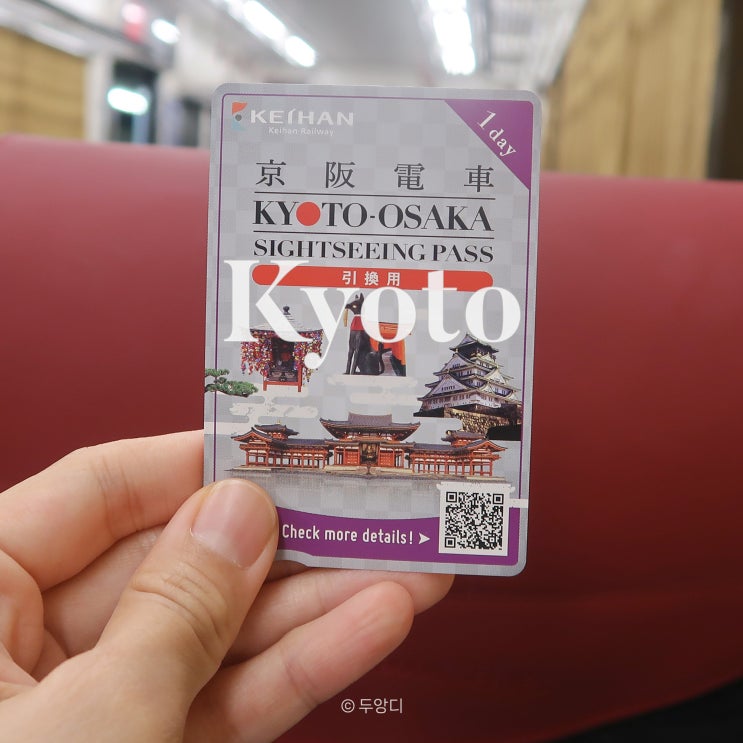 KEIHAN
Keihan Railway
1 day
京阪電車
KYOTO-OSAKA
SIGHTSEEING PASS
引換用
Kyoto
Check more details!
© 두앙디